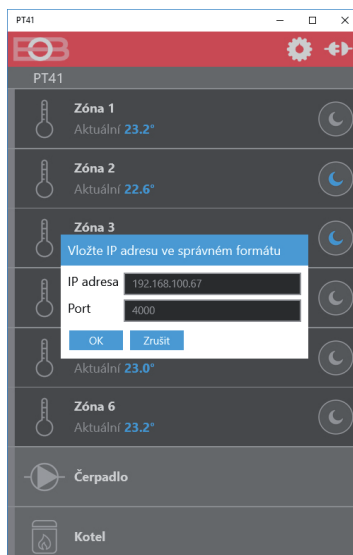 PT41
EOB
PT41
Zóna 1
Aktuální 23.2°
Zóna 2
Aktuální 22.6°
Zóna 3
Vložte IP adresu ve správném formátu
IP adresa 192.168.100.67
Port 4000
OK Zrušit
Aktuální 23.0°
Zóna 6
Aktuální 23.2°
Čerpadlo
Kotel